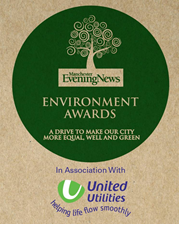 Manchester
Evening News
ENVIRONMENT
AWARDS
A DRIVE TO MAKE OUR CITY
MORE EQUAL, WELL AND GREEN
In Association With
United
Utilities
helping life flow smoothly